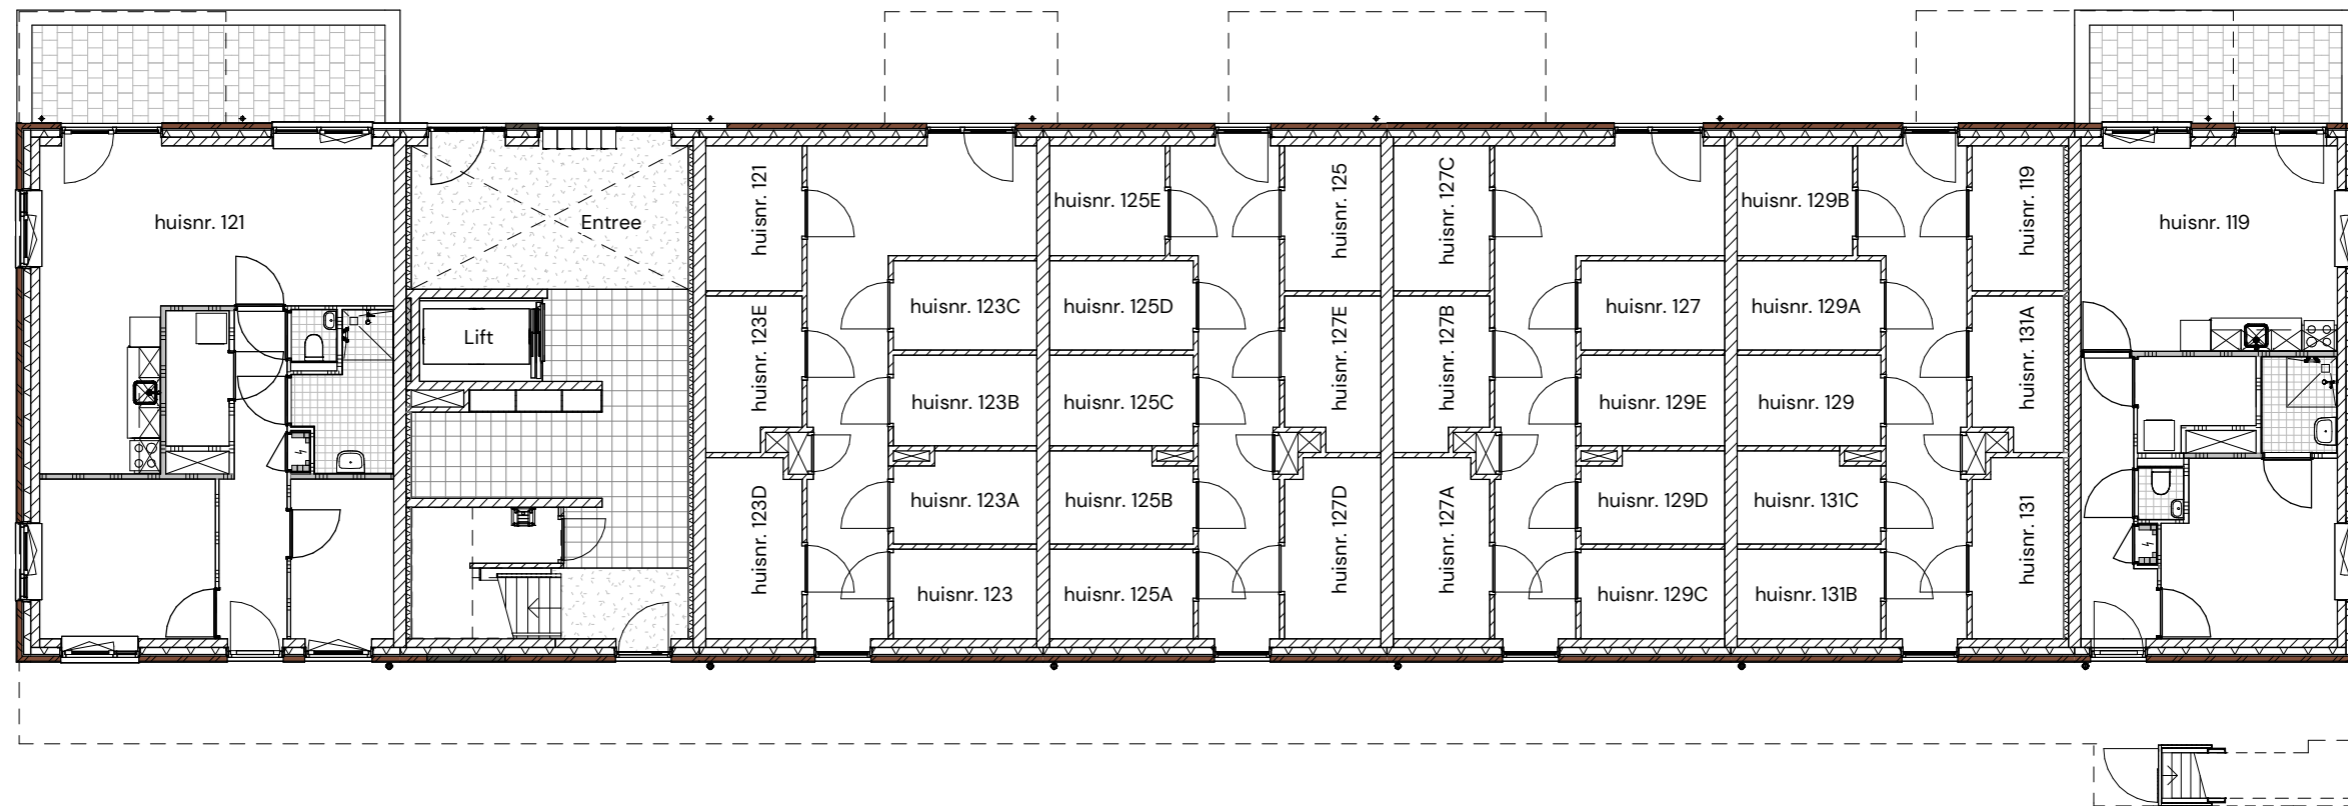 huisnr. 121
Entree
Lift
huisnr. 121
huisnr. 123E
huisnr. 123D
huisnr. 123C
huisnr. 123B
huisnr. 123A
huisnr. 123
huisnr. 125E
huisnr. 125D
huisnr. 125C
huisnr. 125B
huisnr. 125A
huisnr. 125
huisnr. 127E
huisnr. 127D
huisnr. 127C
huisnr. 127B
huisnr. 127A
huisnr. 127
huisnr. 129E
huisnr. 129D
huisnr. 129C
huisnr. 129B
huisnr. 129A
huisnr. 129
huisnr. 131C
huisnr. 131B
huisnr. 119
huisnr. 131A
huisnr. 131
huisnr. 119